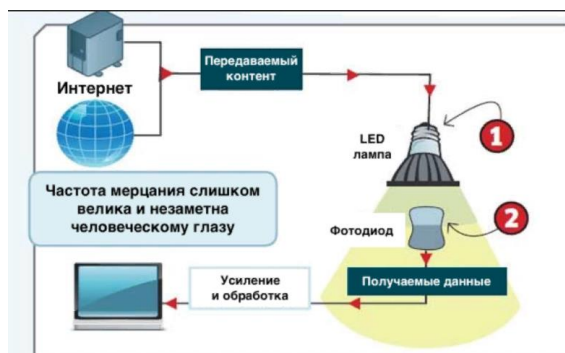 Интернет
Передаваемый
контент
LED
лампа
1
Частота мерцания слишком
велика и незаметна
человеческому глазу
Фотодиод
2
Усиление
и обработка
Получаемые данные